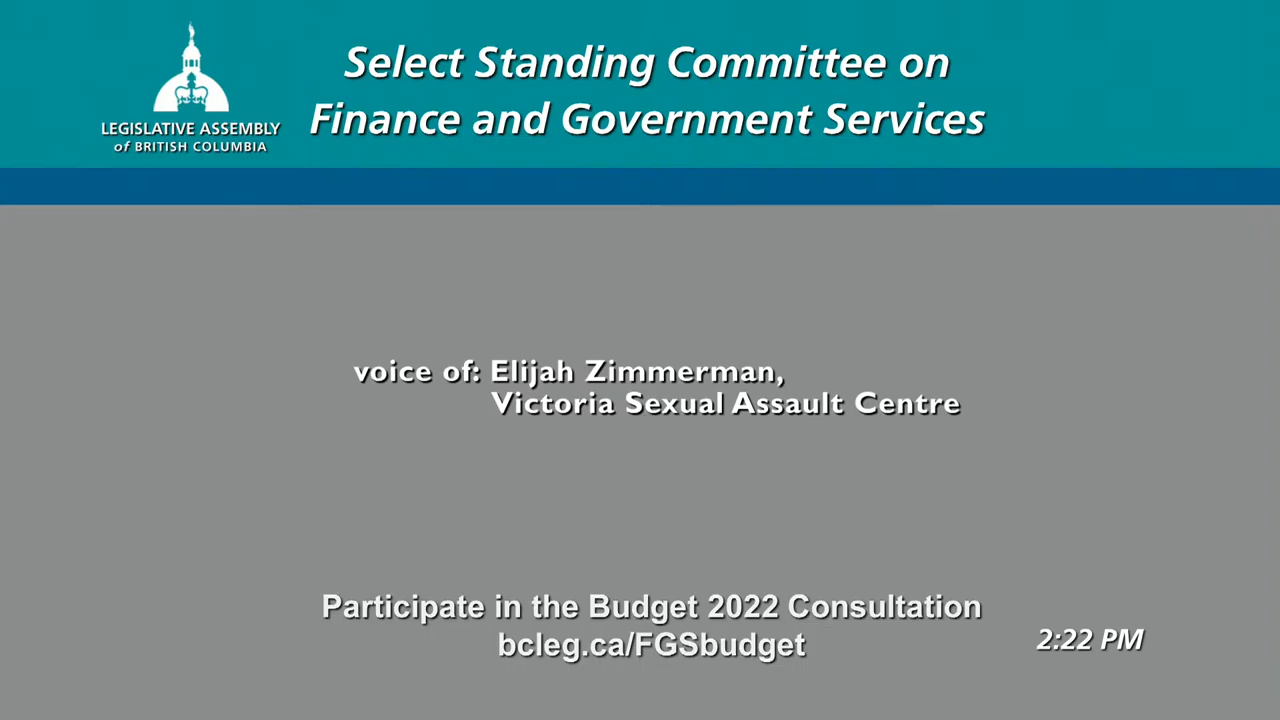 LEGISLATIVE ASSEMBLY
of BRITISH COLUMBIA
Select Standing Committee on
Finance and Government Services
voice of: Elijah Zimmerman,
Victoria Sexual Assault Centre
Participate in the Budget 2022 Consultation
bcleg.ca/FGSbudget
2:22 PM